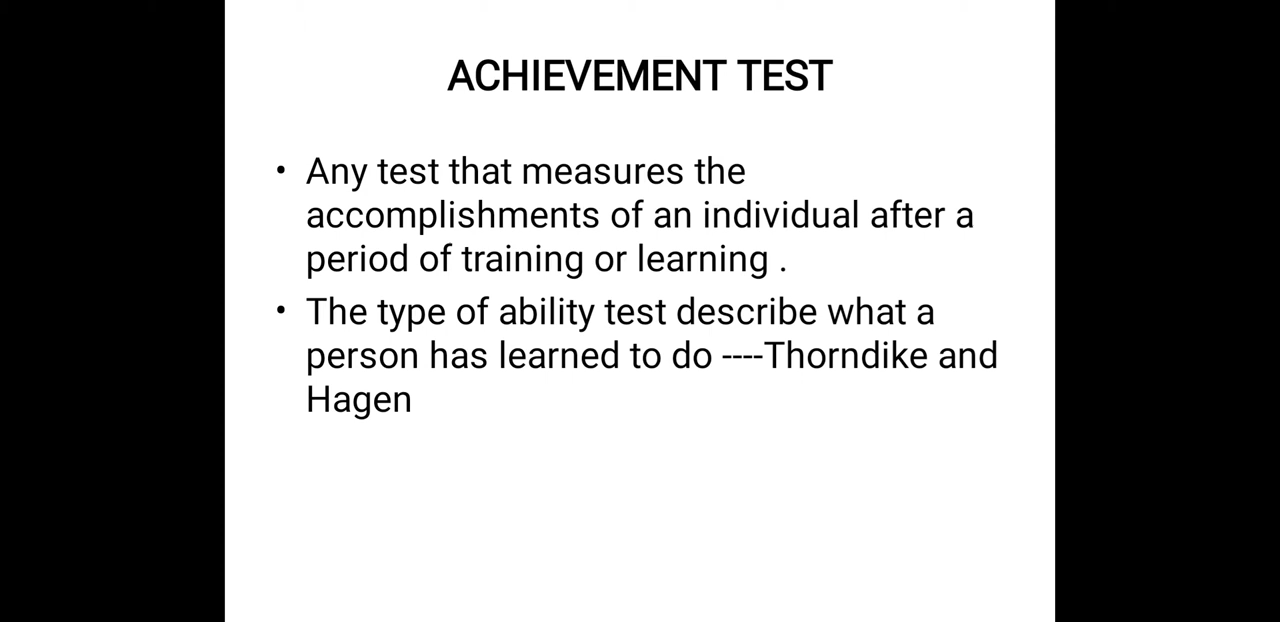 ACHIEVEMENT TEST
• Any test that measures the
accomplishments of an individual after a
period of training or learning .
• The type of ability test describe what a
person has learned to do ----Thorndike and
Hagen